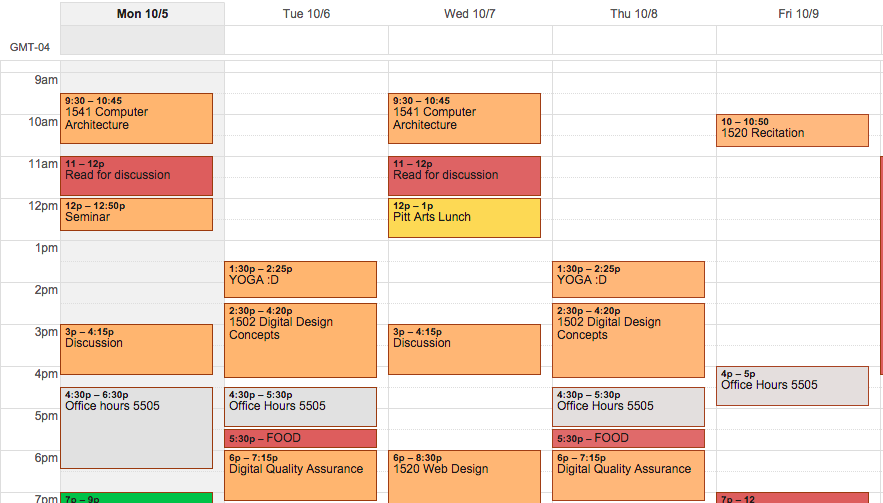 Mon 10/5
Tue 10/6
Wed 10/7
Thu 10/8
Fri 10/9
GMT-04
9am
10am
11am
12pm
1pm
2pm
3pm
4pm
5pm
6pm
7pm
9:30 – 10:45
1541 Computer
Architecture
11 – 12p
Read for discussion
12p – 12:50p
Seminar
3p – 4:15p
Discussion
4:30p – 6:30p
Office hours 5505
7p – 9p
1:30p – 2:25p
YOGA :D
2:30p – 4:20p
1502 Digital Design
Concepts
4:30p – 5:30p
Office Hours 5505
5:30p – FOOD
6p – 7:15p
Digital Quality Assurance
9:30 – 10:45
1541 Computer
Architecture
11 – 12p
Read for discussion
12p – 1p
Pitt Arts Lunch
3p – 4:15p
Discussion
6p – 8:30p
1520 Web Design
1:30p – 2:25p
YOGA :D
2:30p – 4:20p
1502 Digital Design
Concepts
4:30p – 5:30p
Office Hours 5505
5:30p – FOOD
6p – 7:15p
Digital Quality Assurance
10 – 10:50
1520 Recitation
4p – 5p
Office Hours 5505
7p – 12